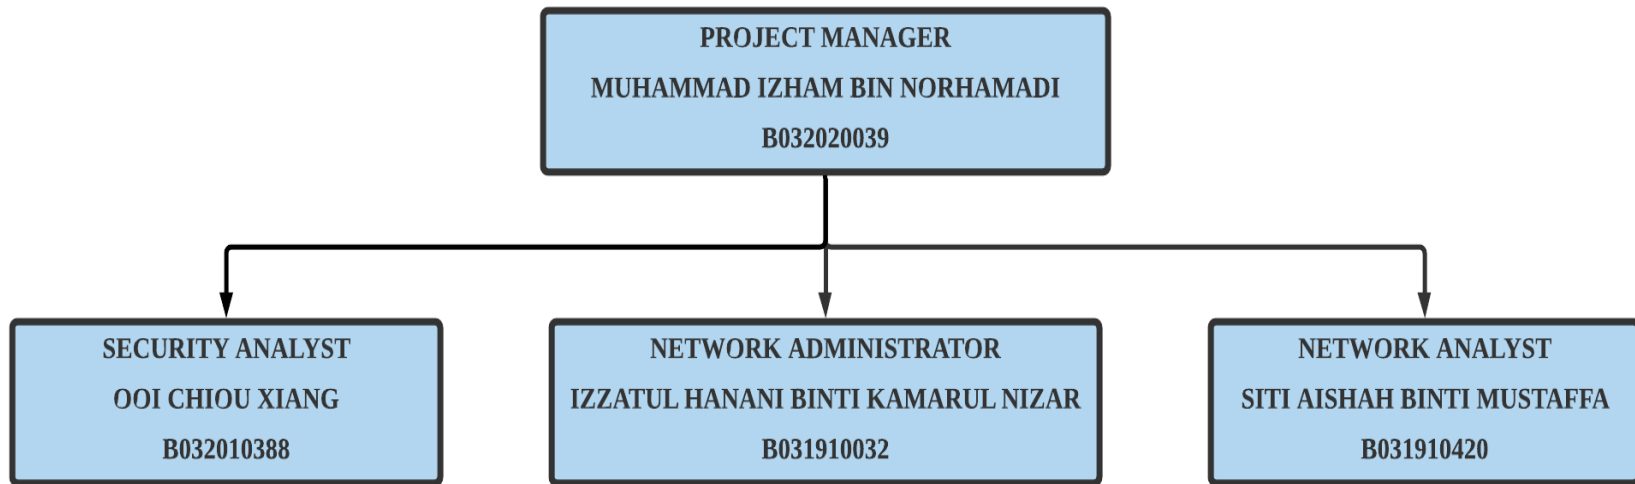 PROJECT MANAGER
MUHAMMAD IZHAM BIN NORHAMADI
B032020039
SECURITY ANALYST
OOI CHIOU XIANG
B032010388
NETWORK ADMINISTRATOR
IZZATUL HANANI BINTI KAMARUL NIZAR
B031910032
NETWORK ANALYST
SITI AISHAH BINTI MUSTAFFA
B031910420